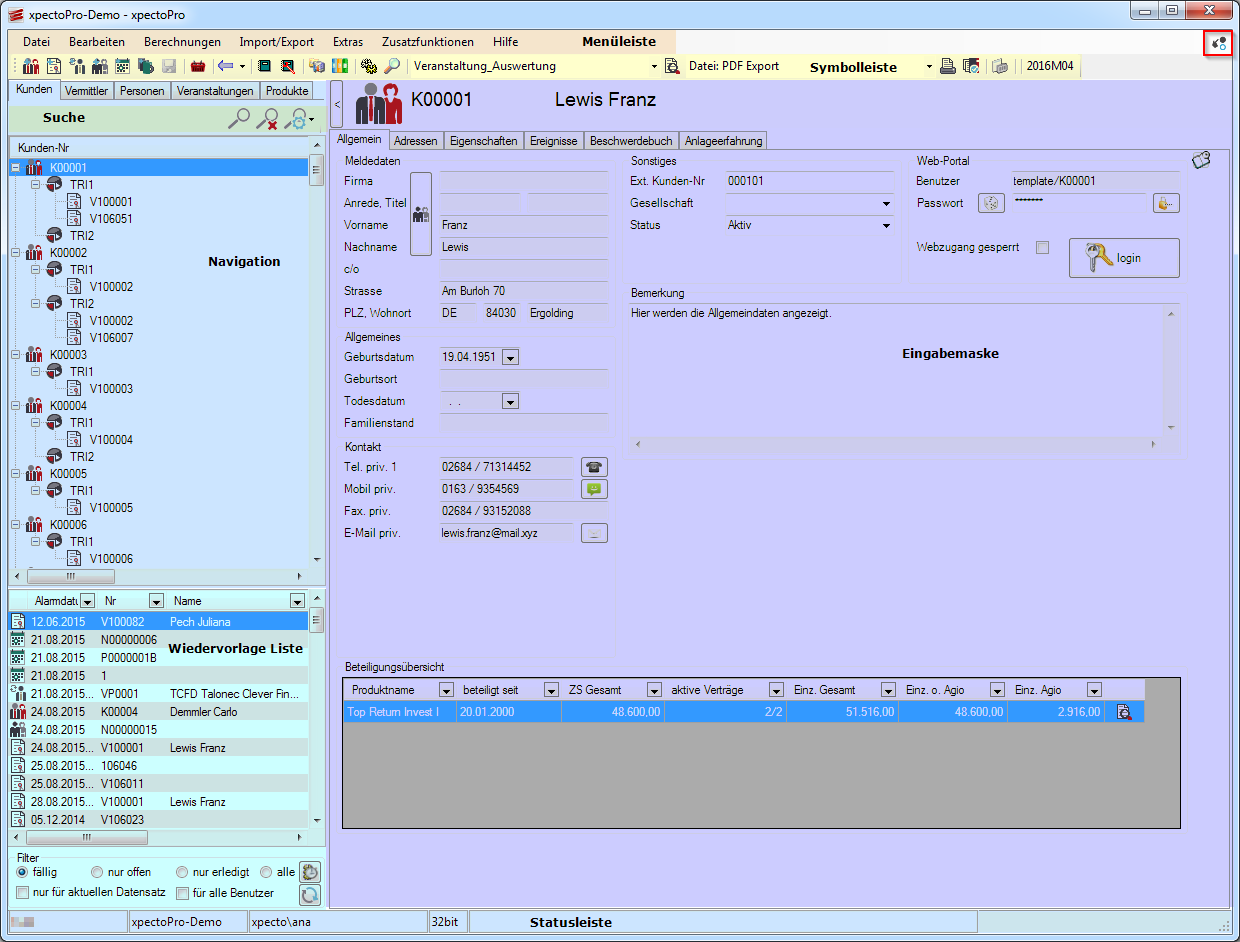 xpectoPro-Demo - xpectoPro
Datei Bearbeiten Berechnungen Import/Export Extras Zusatzfunktionen Hilfe Menüleiste
Veranstaltung_Auswertung Datei: PDF Export Symbolleiste 2016M04
Kunden Vermittler Personen Veranstaltungen Produkte
Suche
Kunden-Nr
K00001
TRI1
V100001
V106051
TRI2
K00002
TRI1
V100002
TRI2
V100002
V106007
K00003
TRI1
V100003
K00004
TRI1
V100004
TRI2
K00005
TRI1
V100005
K00006
TRI1
V100006
Navigation
Alarmdatu Nr Name
12.06.2015 V100082 Pech Juliana
21.08.2015 N00000006
21.08.2015 P0000001B
21.08.2015 1
21.08.2015... VP0001 TCFD Talonec Clever Fin...
24.08.2015 K00004 Demmler Carlo
24.08.2015 N00000015
24.08.2015... V100001 Lewis Franz
25.08.2015... 106046
25.08.2015... V106011
28.08.2015... V100001 Lewis Franz
05.12.2014 V106023
Wiedervorlage Liste
Filter
fällig nur offen nur erledigt alle
nur für aktuellen Datensatz für alle Benutzer
< K00001 Lewis Franz
Allgemein Adressen Eigenschaften Ereignisse Beschwerdebuch Anlageerfahrung
Meldedaten
Firma
Anrede, Titel
Vorname Franz
Nachname Lewis
c/o
Strasse Am Burloh 70
PLZ, Wohnort DE 84030 Ergolding
Allgemeines
Geburtsdatum 19.04.1951
Geburtsort
Todesdatum . .
Familienstand
Kontakt
Tel. priv. 1 02684 / 71314452
Mobil priv. 0163 / 9354569
Fax. priv. 02684 / 93152088
E-Mail priv. lewis.franz@mail.xyz
Sonstiges
Ext. Kunden-Nr 000101
Gesellschaft
Status Aktiv
Web-Portal
Benutzer template/K00001
Passwort *******
Webzugang gesperrt login
Bemerkung
Hier werden die Allgemeindaten angezeigt.
Eingabemaske
Beteiligungsübersicht
Produktname beteiligt seit ZS Gesamt aktive Verträge Einz. Gesamt Einz. o. Agio Einz. Agio
Top Return Invest I 20.01.2000 48.600,00 2/2 51.516,00 48.600,00 2.916,00
xpectoPro-Demo xpecto\ana 32bit Statusleiste